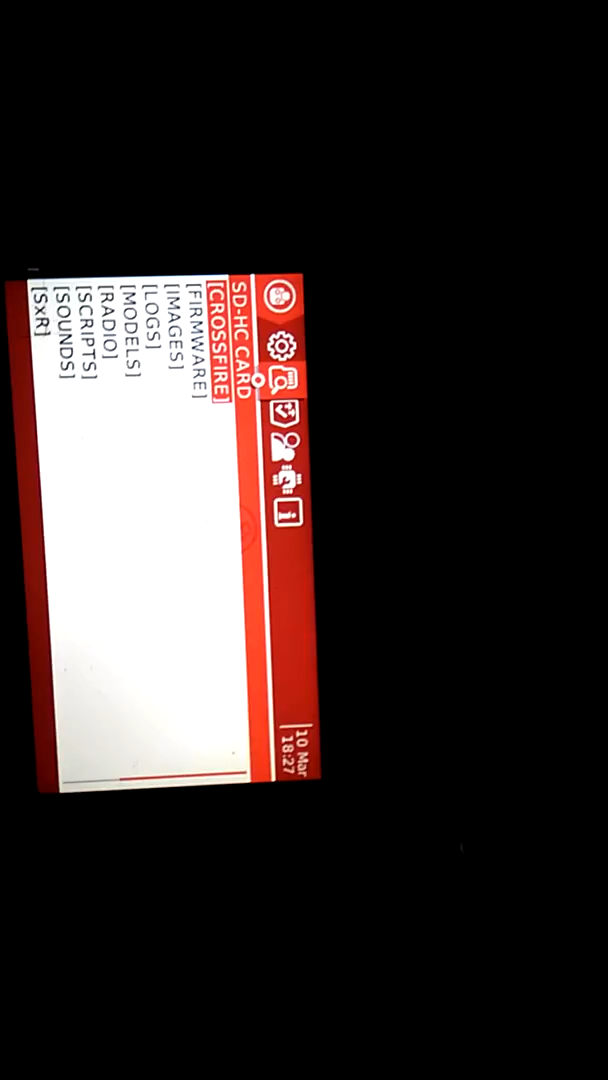 10 Mar
18:27
SD-HC CARD
[CROSSFIRE]
[FIRMWARE]
[IMAGES]
[LOGS]
[MODELS]
[RADIO]
[SCRIPTS]
[SOUNDS]
[SxR]